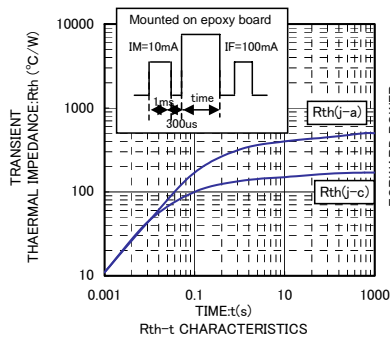 Mounted on epoxy board
IM=10mA
IF=100mA
1ms
time
300us
TRANSIENT
THAERMAL IMPEDANCE:Rth (℃/W)
10000
1000
100
10
Rth(j-a)
Rth(j-c)
0.001
0.1
10
1000
TIME:t(s)
Rth-t CHARACTERISTICS